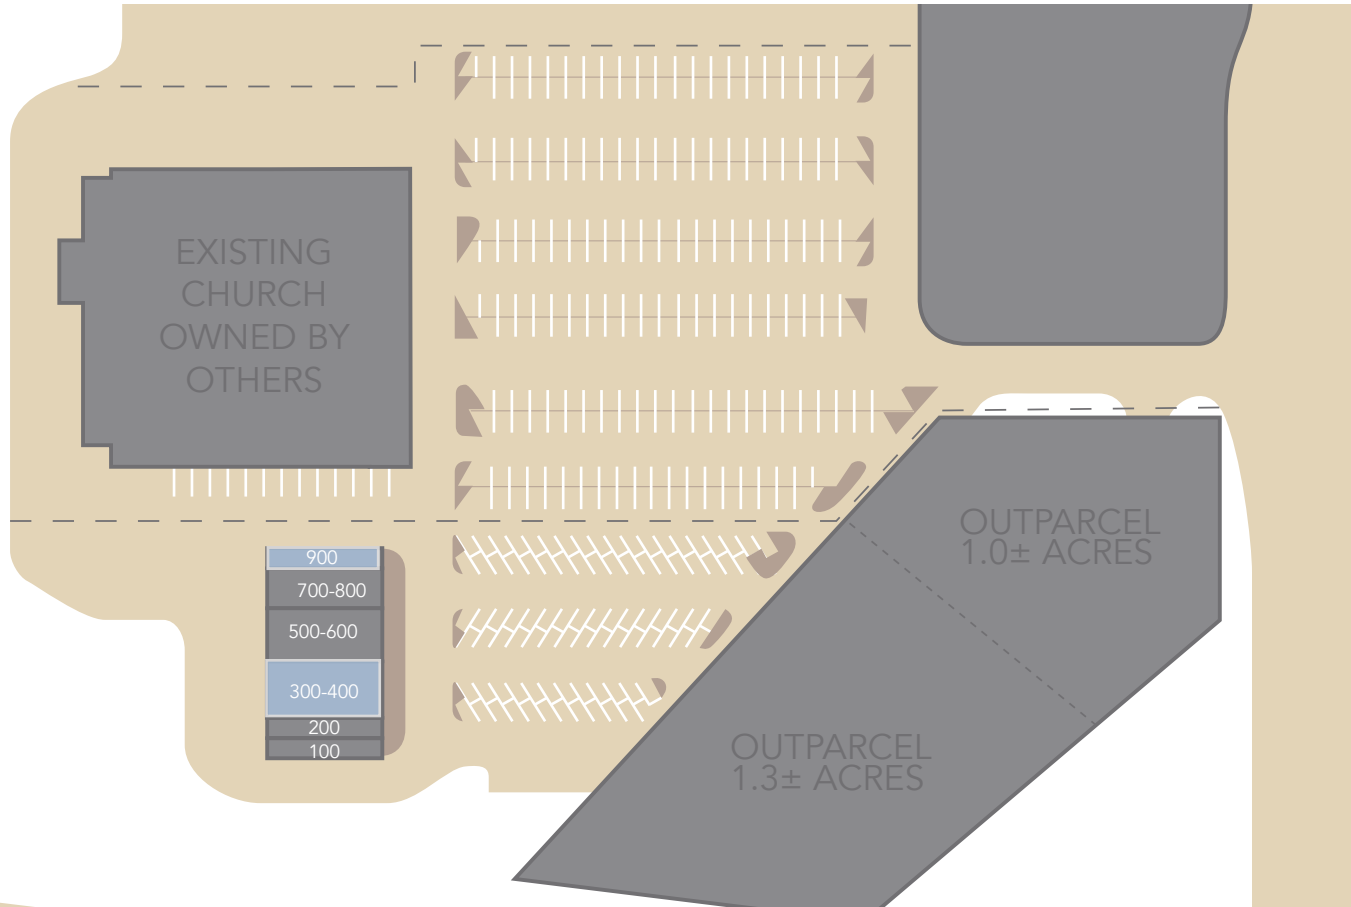 EXISTING
CHURCH
OWNED BY
OTHERS
OUTPARCEL
1.0± ACRES
900
700-800
500-600
300-400
200
100
OUTPARCEL
1.3± ACRES